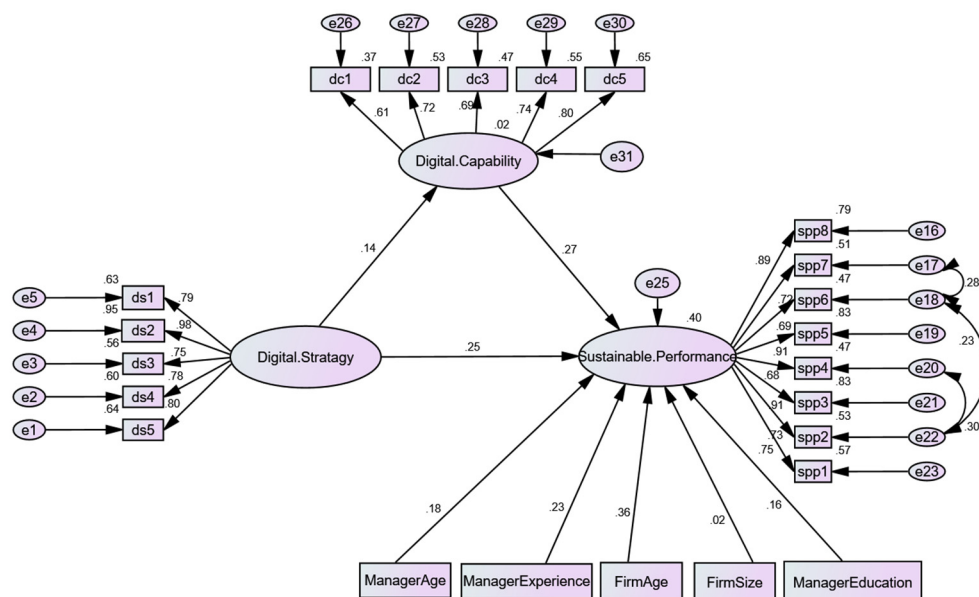 e26 e27 e28 e29 e30
.37 .53 .47 .55 .65
dc1 dc2 dc3 dc4 dc5
.61 .72 .69 .02 .74 .80
Digital.Capability e31
.79
spp8 e16
.51
.14 .27 .89 spp7 e17
.47 .28
.63 e25 .72 spp6 e18
e5 ds1 .79 .83
.95 .40 .69 spp5 e19 .23
e4 ds2 .98 .47
.56 Digital.Stratagy .25 Sustainable.Performance .91 spp4 e20
e3 ds3 .75 .83
.60 .78 .68 spp3 e21
e2 ds4 .53
.64 .80 .91 spp2 e22 .30
e1 ds5 .73 .57
.75 spp1 e23
.18 .23 .36 .02 .16
ManagerAge ManagerExperience FirmAge FirmSize ManagerEducation